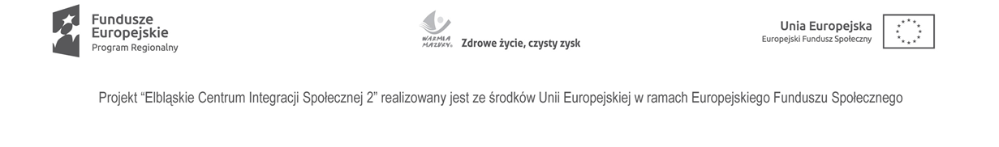 Fundusze
Europejskie
Program Regionalny
WARMIA
MAZURY®
Zdrowe życie, czysty zysk
Unia Europejska
Europejski Fundusz Społeczny
Projekt “Elbląskie Centrum Integracji Społecznej 2” realizowany jest ze środków Unii Europejskiej w ramach Europejskiego Funduszu Społecznego